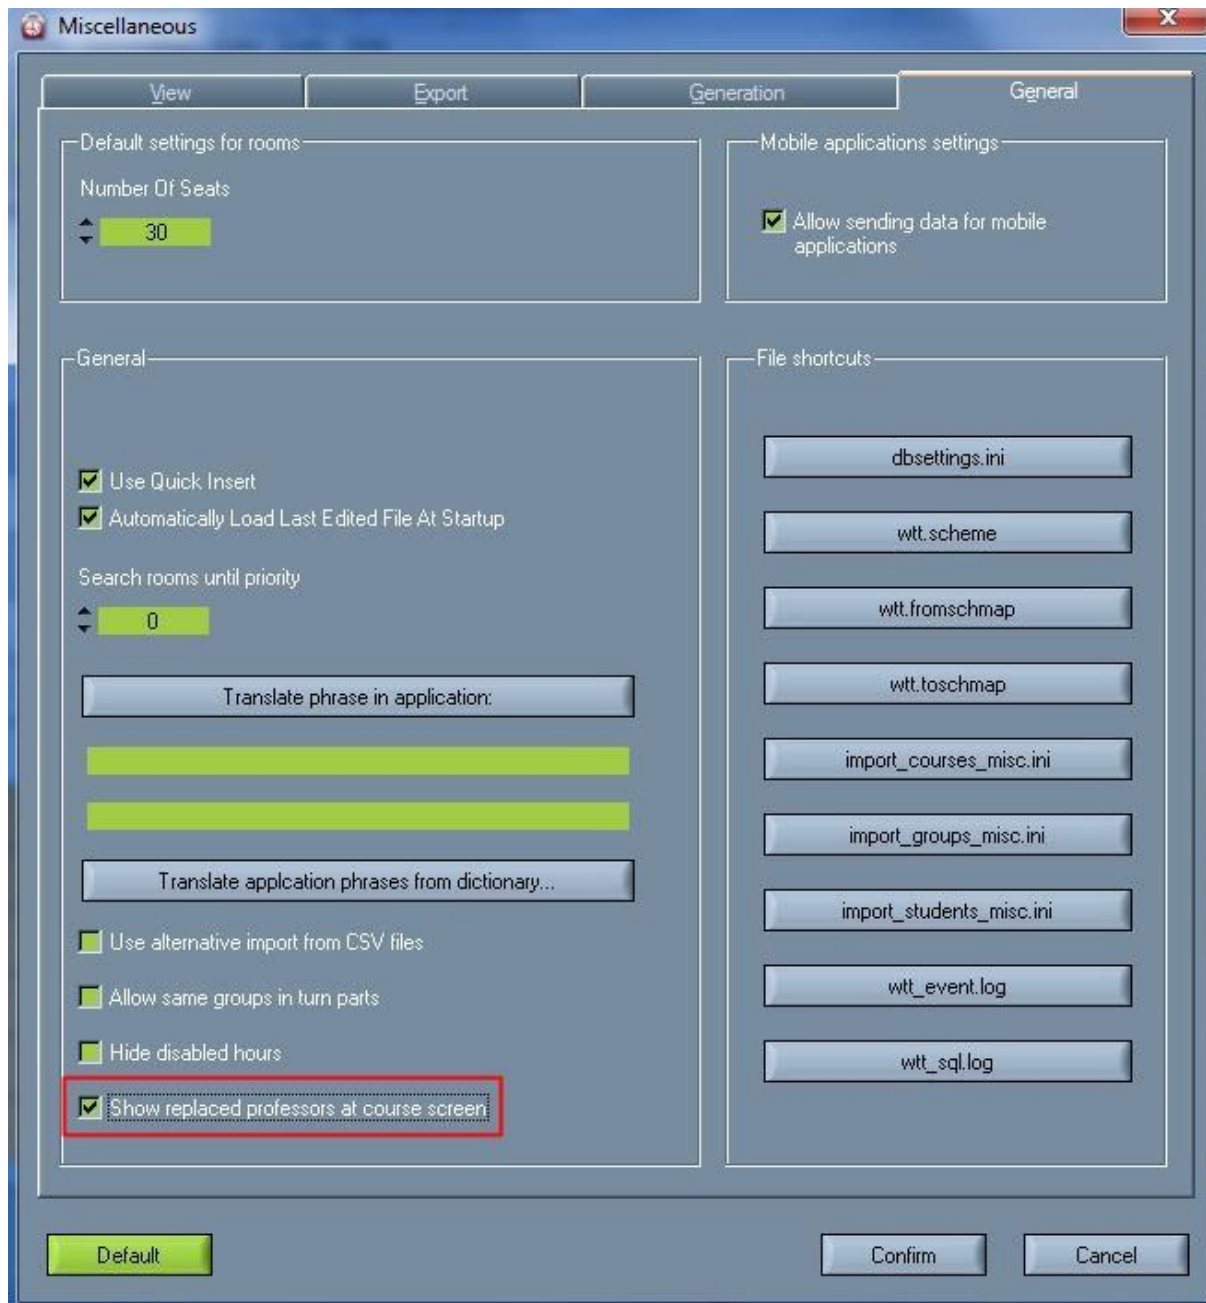 Miscellaneous
X
View
Export
Generation
General
Default settings for rooms
Number Of Seats
30
Mobile applications settings
Allow sending data for mobile
applications
General
Use Quick Insert
Automatically Load Last Edited File At Startup
Search rooms until priority
0
Translate phrase in application:
Translate applcation phrases from dictionary...
Use alternative import from CSV files
Allow same groups in turn parts
Hide disabled hours
Show replaced professors at course screen
File shortcuts
dbsettings.ini
wtt.scheme
wtt.fromschmap
wtt.toschmap
import_courses_misc.ini
import_groups_misc.ini
import_students_misc.ini
wtt_event.log
wtt_sql.log
Default
Confirm
Cancel